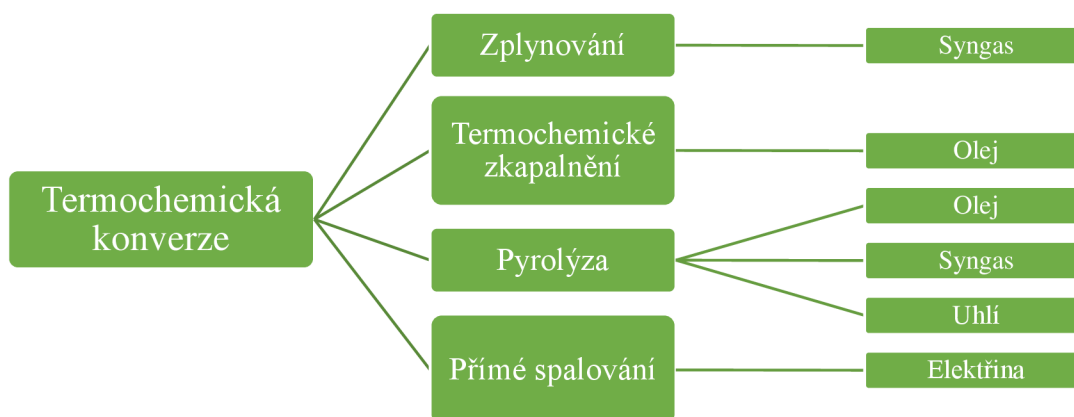 Termochemická
konverze
Zplynování
Syngas
Termochemické
zkapalnění
Olej
Pyrolýza
Olej
Syngas
Uhlí
Přímé spalování
Elektřina